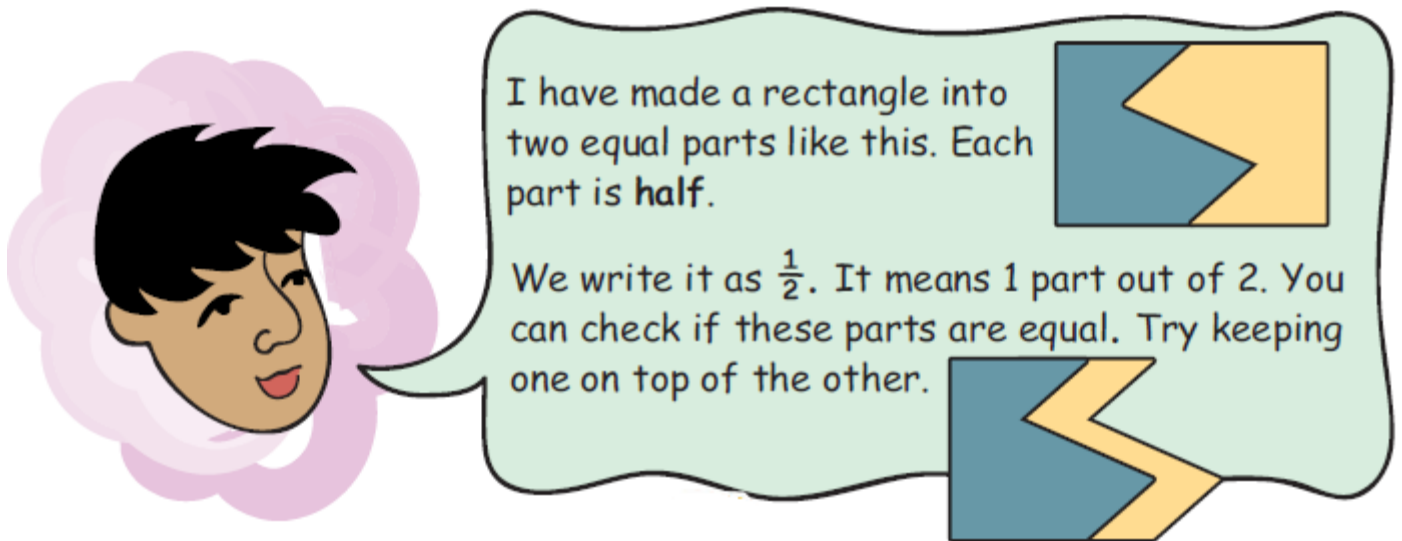 I have made a rectangle into
two equal parts like this. Each
part is half.
We write it as 1/2. It means 1 part out of 2. You
can check if these parts are equal. Try keeping
one on top of the other.